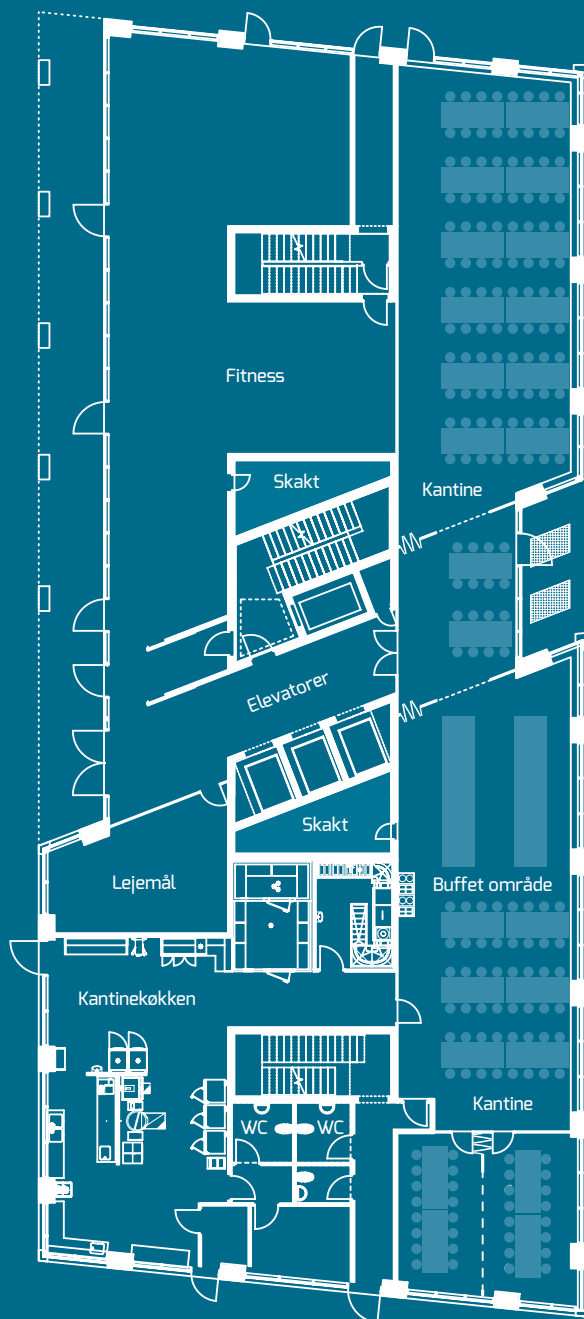 Fitness
Skakt
Kantine
Elevatorer
Skakt
Lejemål
Buffet område
Kantinekøkken
Kantine
WC
WC